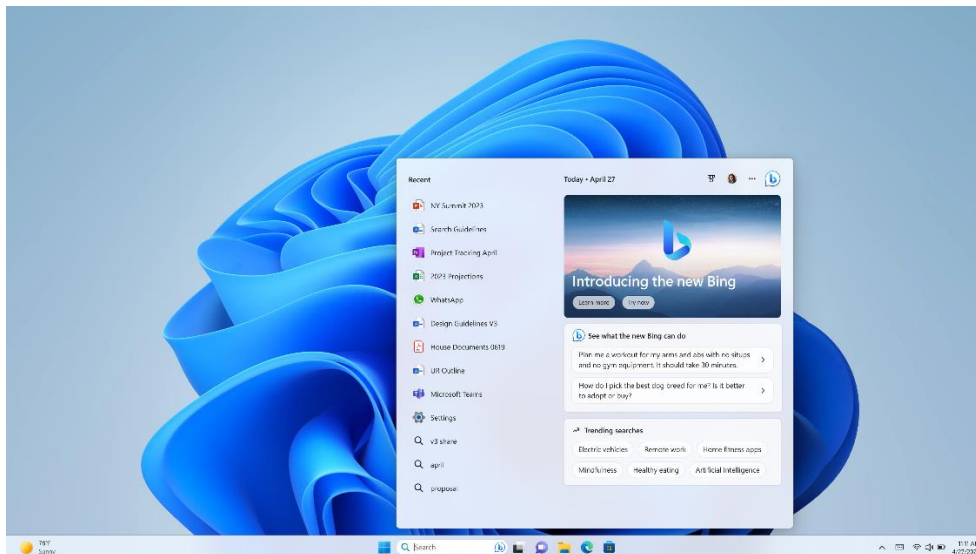 Recent
NY Summit 2023
Search Guidelines
Project Tracking April
2023 Projections
WhatsApp
Design Guidelines V3
House Documents 0619
UR Outline
Microsoft Teams
Settings
v3 share
april
proposal
Today • April 27
Introducing the new Bing
Learn more
Try now
See what the new Bing can do
Plan me a workout for my arms and abs with no situps
and no gym equipment. It should take 30 minutes.
How do I pick the best dog breed for me? Is it better
to adopt or buy?
Trending searches
Electric vehicles Remote work Home fitness apps
Mindfulness Healthy eating Artificial Intelligence
78°F
Sunny
Search
11:11 AM